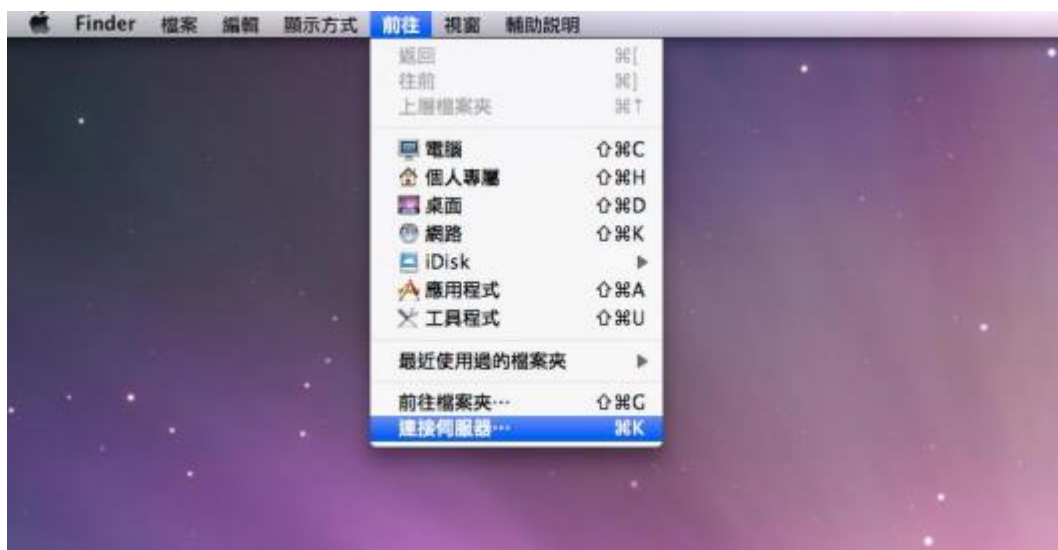 Finder 檔案 編輯 顯示方式 前往 視窗 輔助說明
返回 ⌘[
往前 ⌘]
上層檔案夾 ⌘↑
電腦 ⇧⌘C
個人專屬 ⇧⌘H
桌面 ⇧⌘D
網路 ⇧⌘K
iDisk
應用程式 ⇧⌘A
工具程式 ⇧⌘U
最近使用過的檔案夾
前往檔案夾⋯ ⇧⌘G
連接伺服器⋯ ⌘K